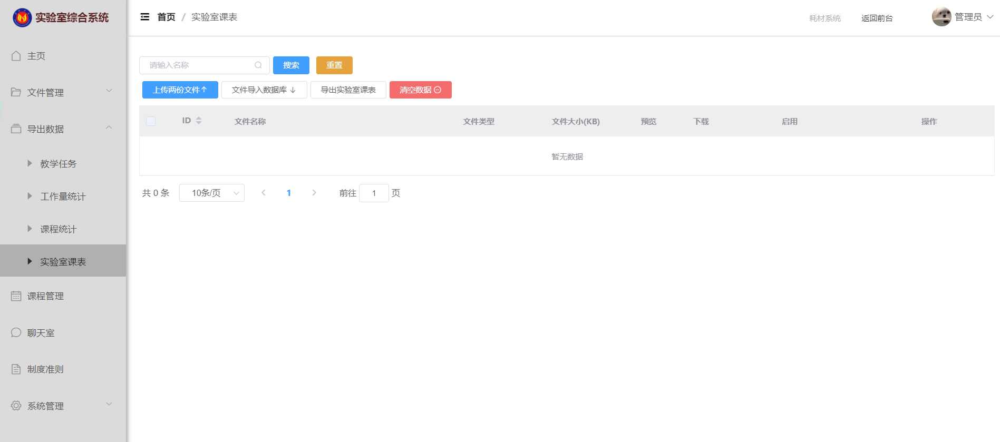 实验室综合系统
首页 / 实验室课表
耗材系统
返回前台
管理员
主页
文件管理
导出数据
教学任务
工作量统计
课程统计
实验室课表
课程管理
聊天室
制度准则
系统管理
请输入名称
搜索
重置
上传两份文件↑
文件导入数据库↓
导出实验室课表
清空数据
ID 文件名称 文件类型 文件大小(KB) 预览 下载 启用 操作
暂无数据
共 0 条 10条/页 1 前往 1 页